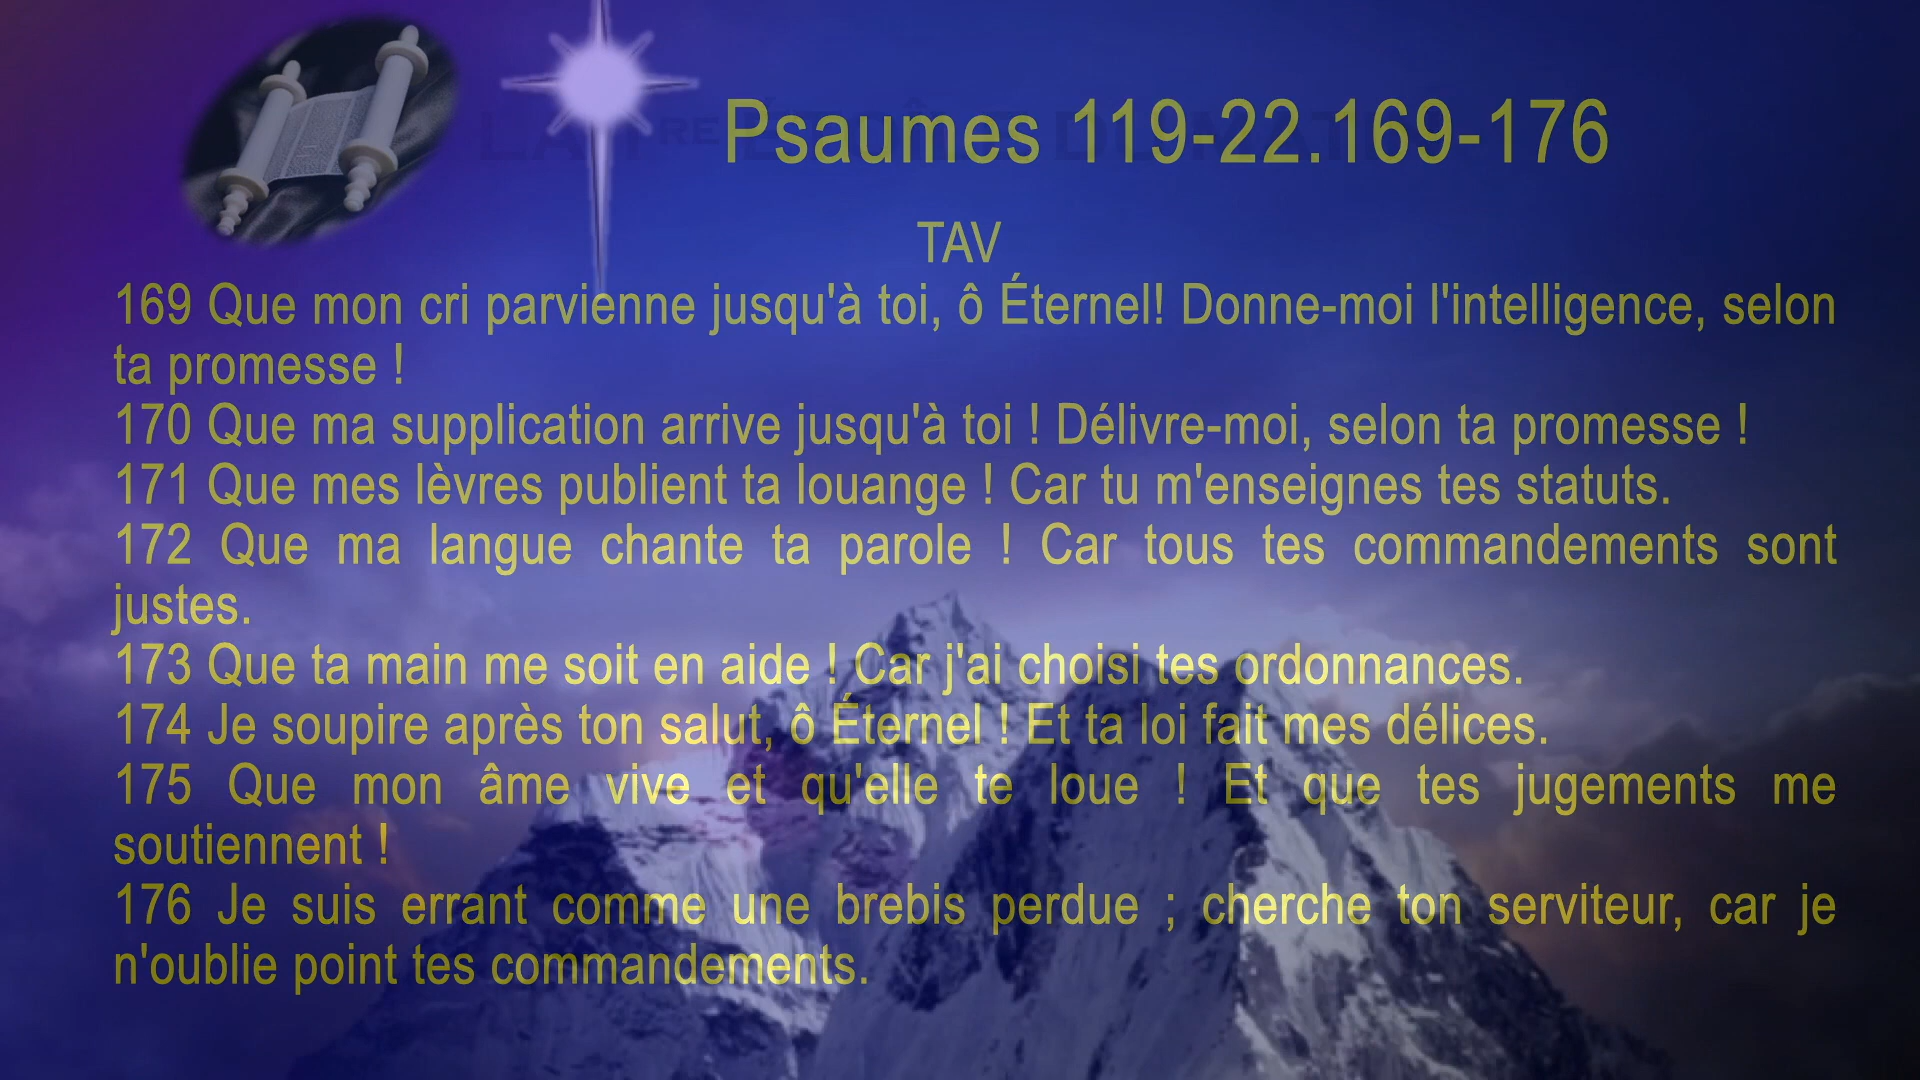 Psaumes 119-22.169-176
TAV
169 Que mon cri parvienne jusqu'à toi, ô Éternel! Donne-moi l'intelligence, selon
ta promesse !
170 Que ma supplication arrive jusqu'à toi ! Délivre-moi, selon ta promesse !
171 Que mes lèvres publient ta louange ! Car tu m'enseignes tes statuts.
172 Que ma langue chante ta parole ! Car tous tes commandements sont
justes.
173 Que ta main me soit en aide ! Car j'ai choisi tes ordonnances.
174 Je soupire après ton salut, ô Éternel ! Et ta loi fait mes délices.
175 Que mon âme vive et qu'elle te loue ! Et que tes jugements me
soutiennent !
176 Je suis errant comme une brebis perdue ; cherche ton serviteur, car je
n'oublie point tes commandements.